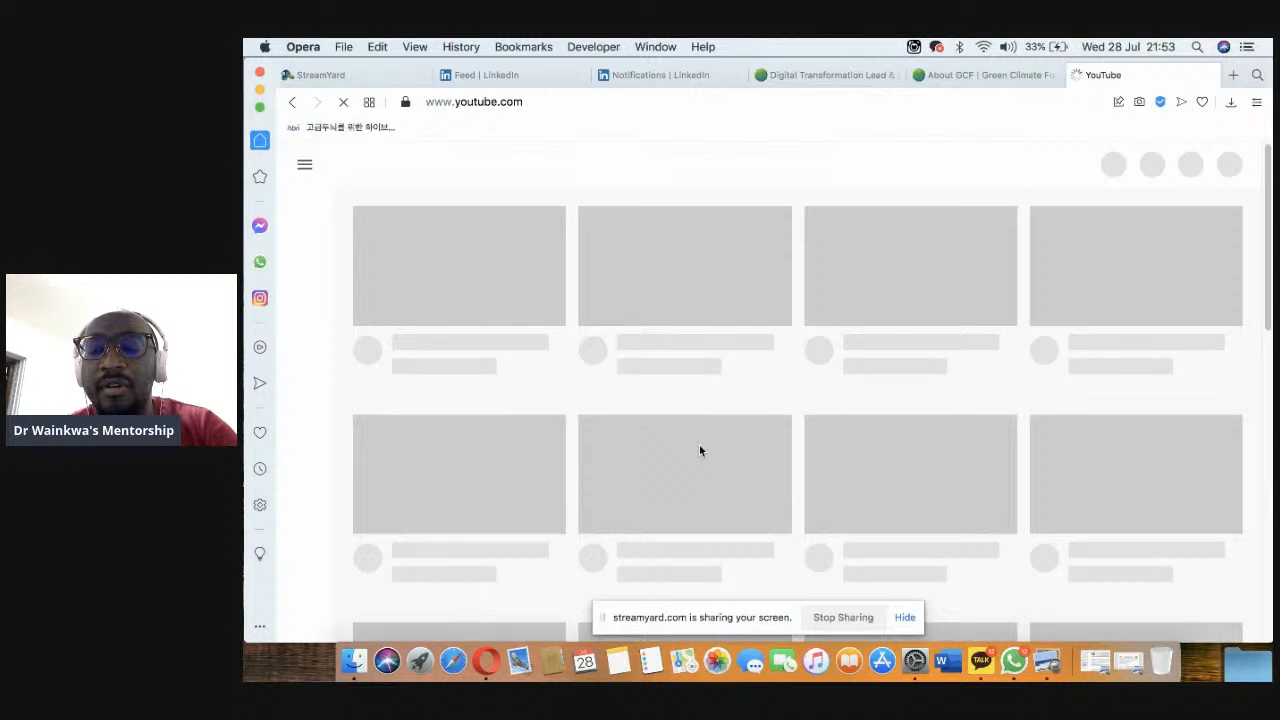 Opera File Edit View History Bookmarks Developer Window Help 33% Wed 28 Jul 21:53
StreamYard
Feed | LinkedIn
Notifications | LinkedIn
Digital Transformation Lead &
About GCF | Green Climate Fu
YouTube
www.youtube.com
hbri 고급두뇌를 위한 하이브...
Dr Wainkwa's Mentorship
streamyard.com is sharing your screen. Stop Sharing Hide
28
W
TALK